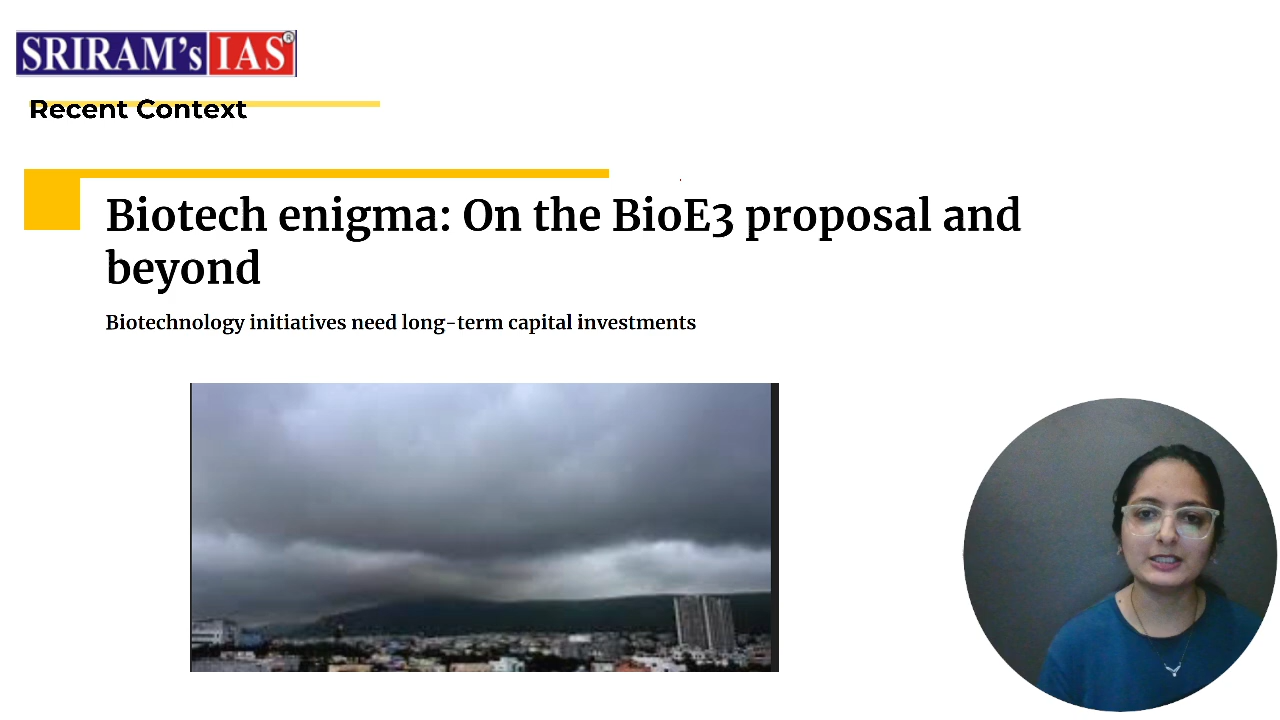 SRIRAM's IAS®
Recent Context
Biotech enigma: On the BioE3 proposal and
beyond
Biotechnology initiatives need long-term capital investments